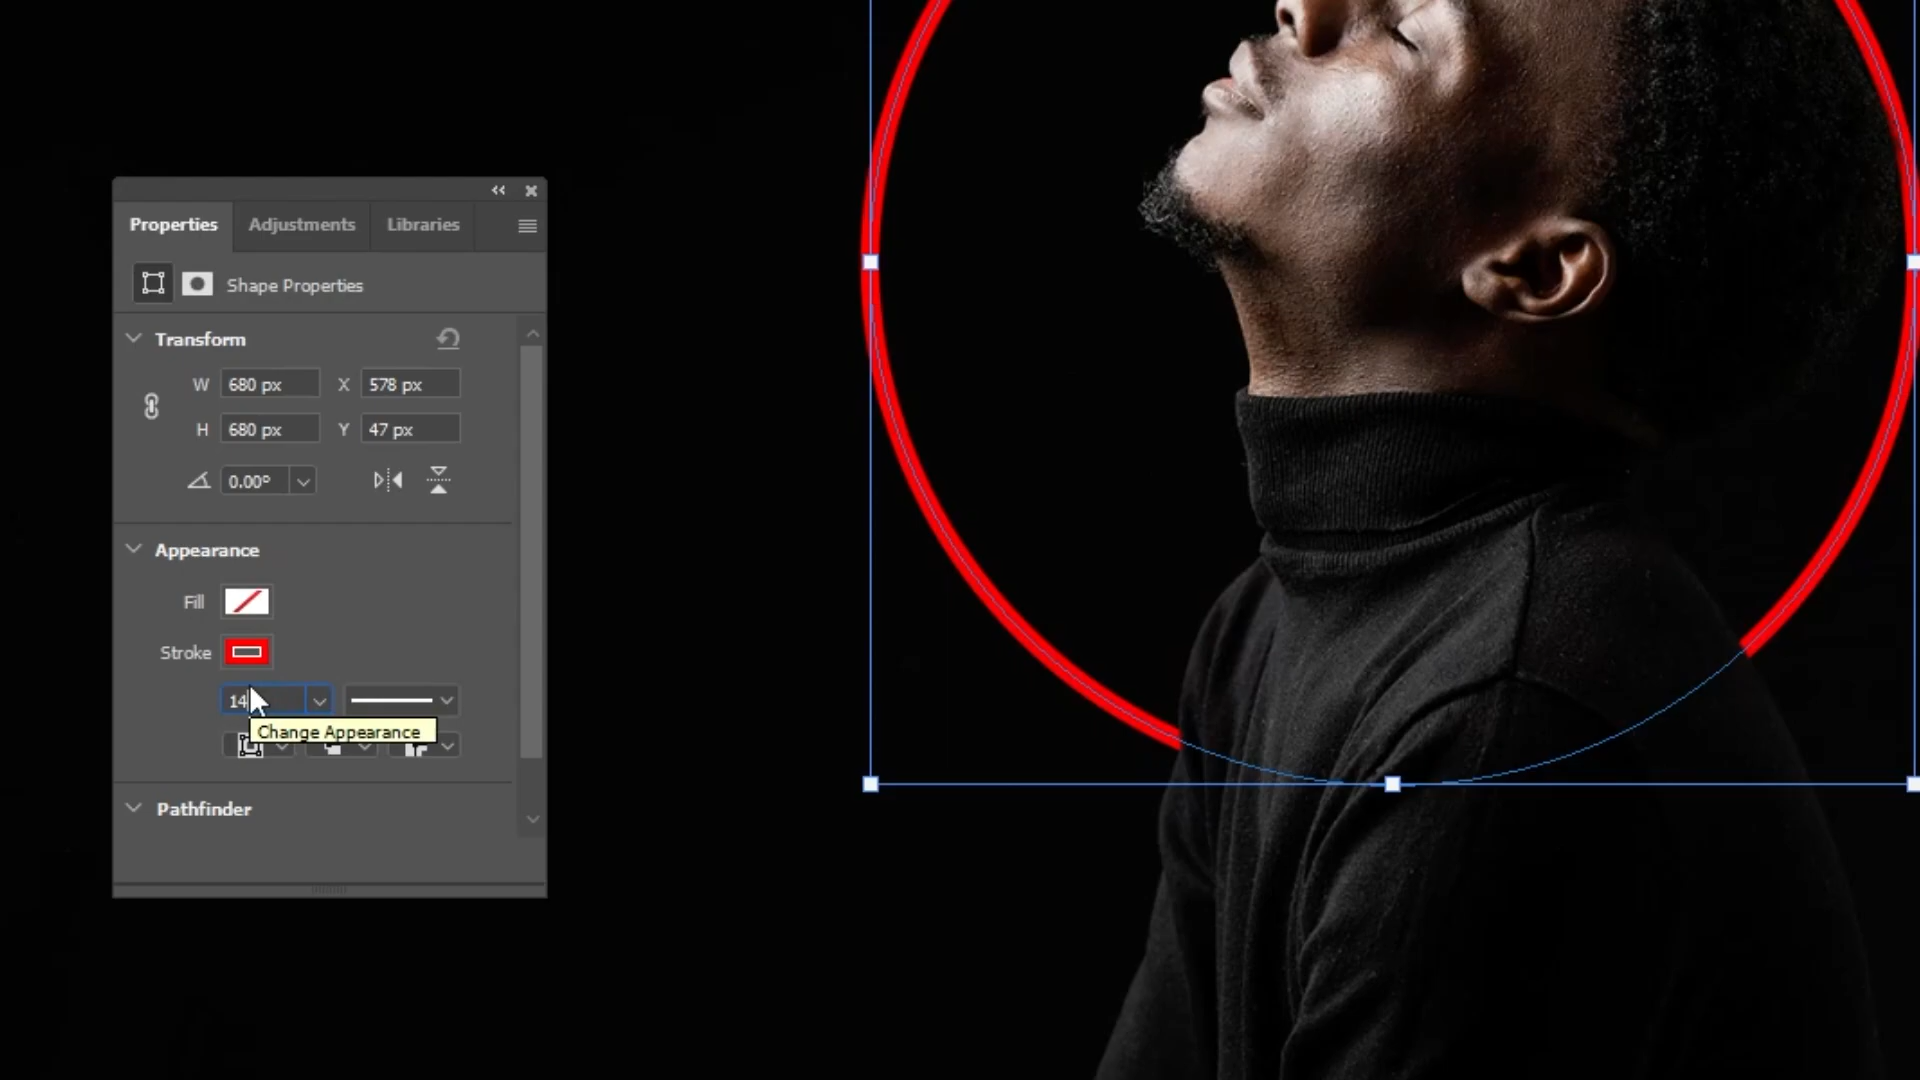 Properties Adjustments Libraries
Shape Properties
Transform
W 680 px X 578 px
H 680 px Y 47 px
0.00°
Appearance
Fill
Stroke
14
Change Appearance
Pathfinder